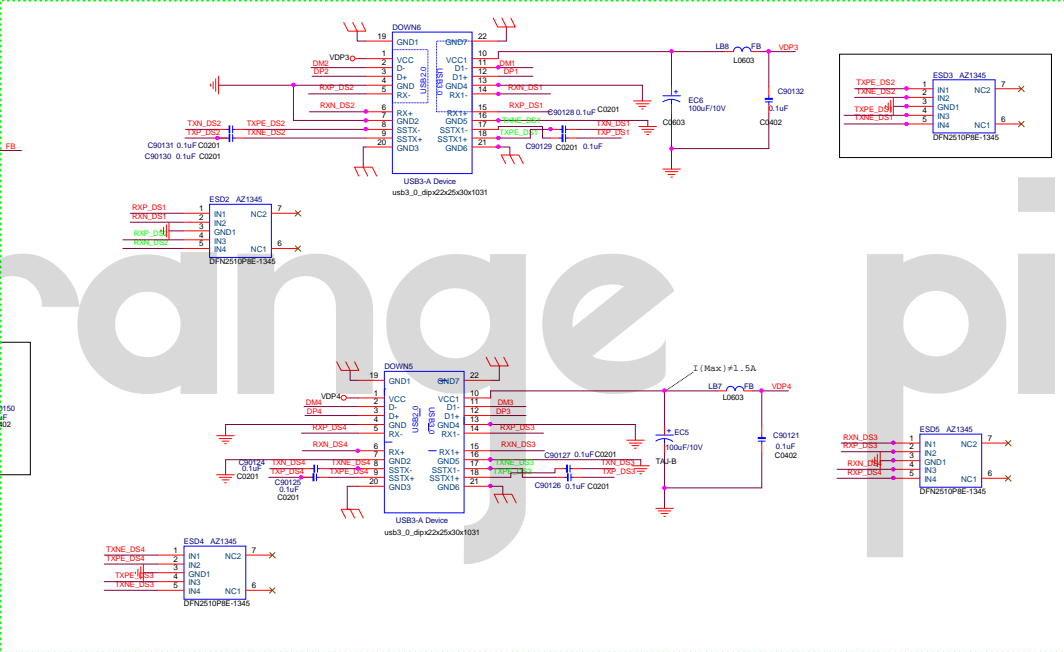 DOWN6
19 GND1 GND7 22
VDP3 1 VCC VCC1 10
DM2 2 D- D1- 11 DM1
DP2 3 D+ D1+ 12 DP1
4 GND GND4 13
RXP_DS2 5 RX- RX1- 14 RXN_DS1
USB2.0
USB3.0
RXN_DS2 6 RX+ RX1+ 15 RXP_DS1
7 GND2 GND5 16 TXNE_DS1
TXN_DS2 TXPE_DS2 8 SSTX- SSTX1- 17 TXPE_DS1 TXN_DS1
TXP_DS2 TXNE_DS2 9 SSTX+ SSTX1+ 18 TXP_DS1
20 GND3 GND6 21
C90131 0.1uF C0201
C90130 0.1uF C0201
C90128 0.1uF C0201
C90129 C0201 0.1uF
USB3-A Device
usb3_0_dipx22x25x30x1031
LB8 FB VDP3
L0603
EC6
100uF/10V
C0603
C90132
0.1uF
C0402
ESD3 AZ1345
TXPE_DS2 1 IN1 NC2 7
TXNE_DS2 2 IN2
3 GND1
4 IN3
TXNE_DS1 5 IN4 NC1 6
DFN2510P8E-1345
FB
ESD2 AZ1345
RXP_DS1 1 IN1 NC2 7
RXN_DS1 2 IN2
3 GND1
4 IN3
RXN_DS2 5 IN4 NC1 6
DFN2510P8E-1345
range pi
DOWN5
19 GND1 GND7 22
VDP4 1 VCC VCC1 10
DM4 2 D- D1- 11 DM3
DP4 3 D+ D1+ 12 DP3
4 GND GND4 13
RXP_DS4 5 RX- RX1- 14 RXP_DS3
USB2.0
RXN_DS4 6 RX+ RX1+ 15 RXN_DS3
7 GND2 GND5 16
TXN_DS4 TXNE_DS4 8 SSTX- SSTX1- 17 TXNE_DS3 TXN_DS3
TXP_DS4 TXPE_DS4 9 SSTX+ SSTX1+ 18 TXPE_DS3 TXP_DS3
20 GND3 GND6 21
C90124
0.1uF
C0201
C90125
0.1uF
C0201
C90127 0.1uF C0201
C90126 0.1uF C0201
USB3-A Device
usb3_0_dipx22x25x30x1031
I(Max)≠1.5A
LB7 FB VDP4
L0603
EC5
100uF/10V
TAJ-B
C90121
0.1uF
C0402
ESD5 AZ1345
RXN_DS3 1 IN1 NC2 7
RXP_DS3 2 IN2
3 GND1
RXN_DS4 4 IN3
RXP_DS4 5 IN4 NC1 6
DFN2510P8E-1345
ESD4 AZ1345
TXNE_DS4 1 IN1 NC2 7
TXPE_DS4 2 IN2
3 GND1
TXPE_DS3 4 IN3
TXNE_DS3 5 IN4 NC1 6
DFN2510P8E-1345